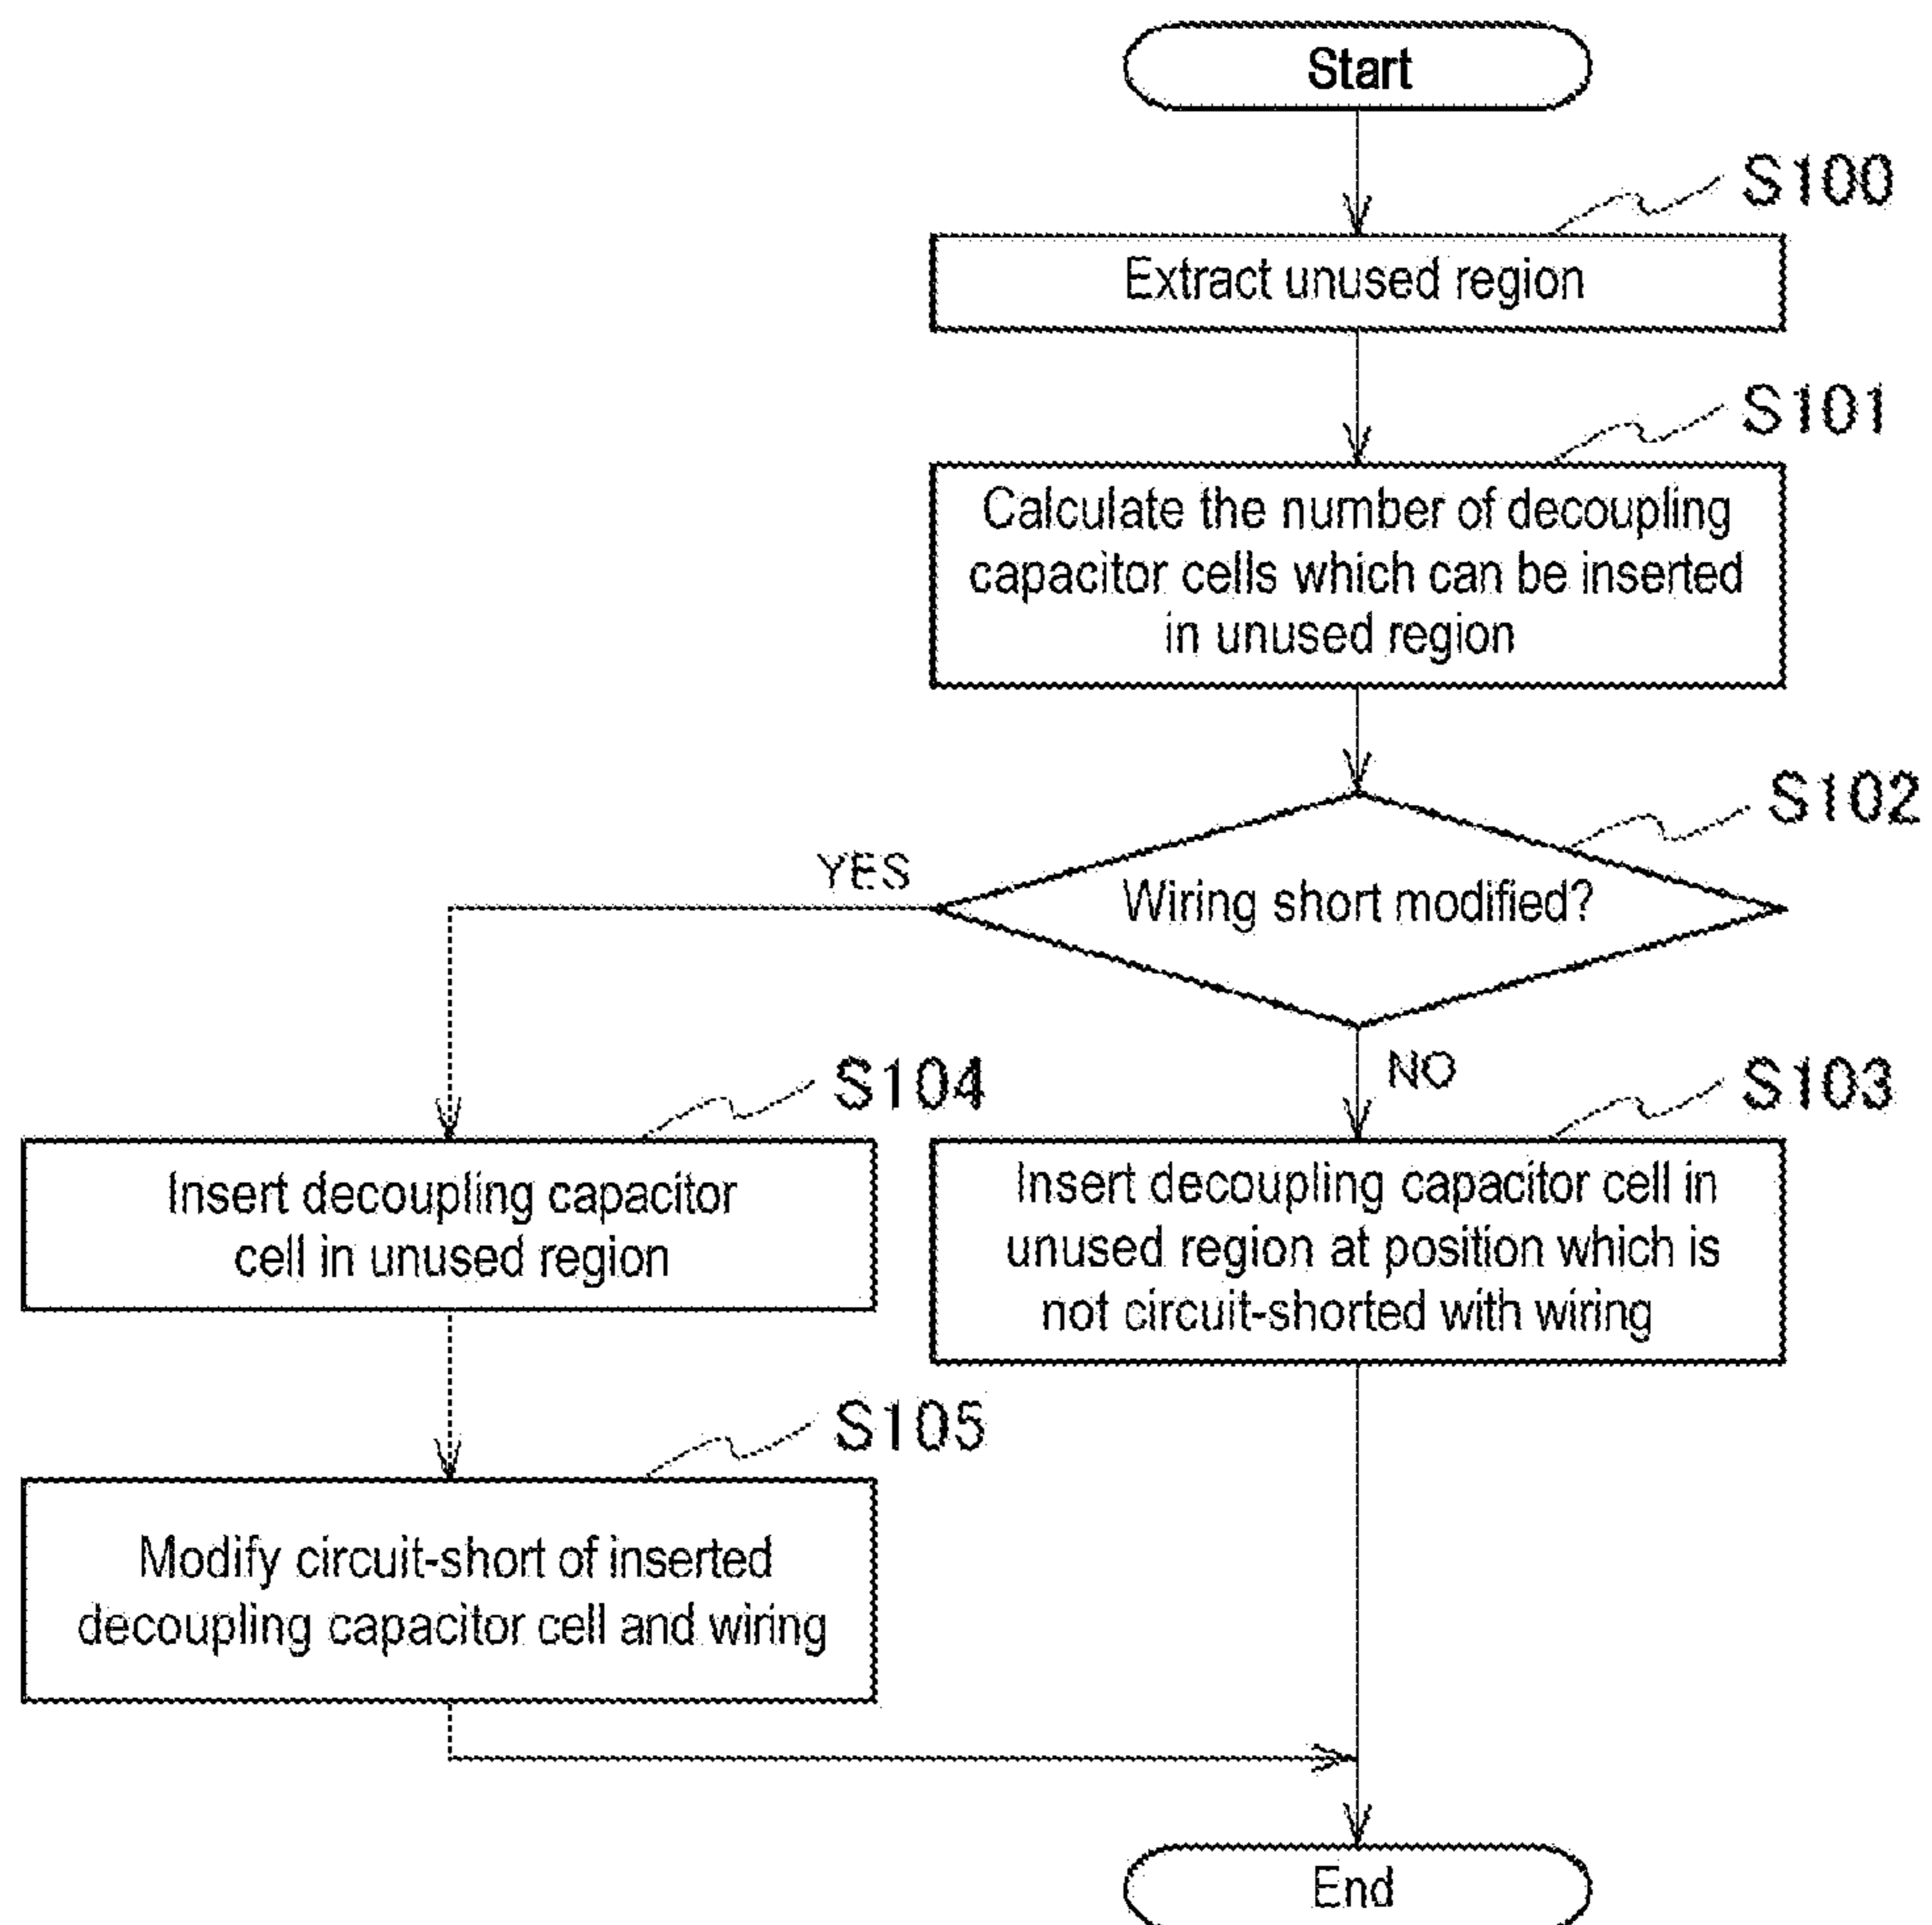 Start
S100
Extract unused region
S101
Calculate the number of decoupling
capacitor cells which can be inserted
in unused region
S102
YES
Wiring short modified?
NO
S104
S103
Insert decoupling capacitor
cell in unused region
Insert decoupling capacitor cell in
unused region at position which is
not circuit-shorted with wiring
S105
Modify circuit-short of inserted
decoupling capacitor cell and wiring
End